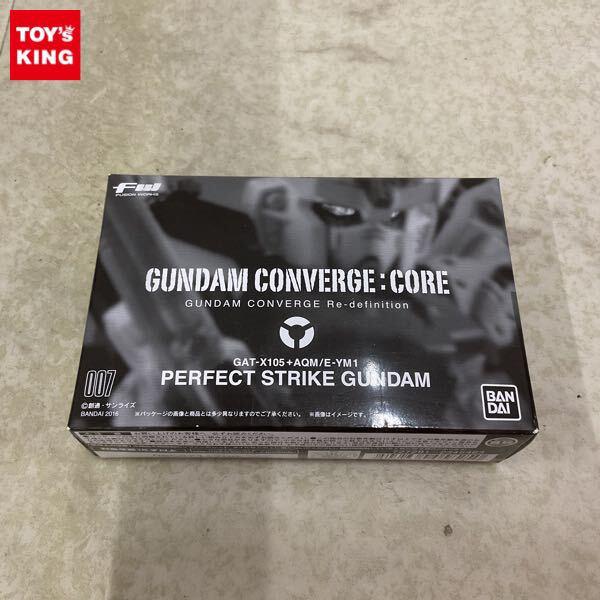 TOY's
KING
FW
FUSION WORKS
GUNDAM CONVERGE:CORE
GUNDAM CONVERGE Re-definition
GAT-X105+AQM/E-YM1
PERFECT STRIKE GUNDAM
007
©創通・サンライズ
BANDAI 2016
※パッケージの画像と商品とは多少異なりますのでご了承ください。
※画像はイメージです。
BAN
DAI